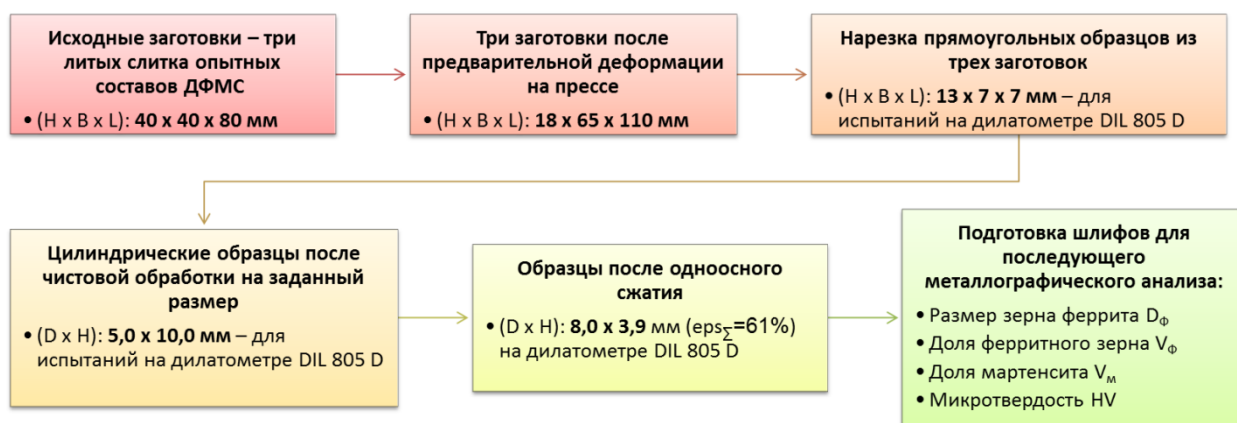 Исходные заготовки – три
литых слитка опытных
составов ДФМС
• (H x B x L): 40 x 40 x 80 мм
Три заготовки после
предварительной деформации
на прессе
• (H x B x L): 18 x 65 x 110 мм
Нарезка прямоугольных образцов из
трех заготовок
• (H x B x L): 13 x 7 x 7 мм – для
испытаний на дилатометре DIL 805 D
Цилиндрические образцы после
чистовой обработки на заданный
размер
• (D x H): 5,0 x 10,0 мм – для
испытаний на дилатометре DIL 805 D
Образцы после одноосного
сжатия
• (D x H): 8,0 x 3,9 мм (eps∑=61%)
на дилатометре DIL 805 D
Подготовка шлифов для
последующего
металлографического анализа:
• Размер зерна феррита DФ
• Доля ферритного зерна VФ
• Доля мартенсита Vм
• Микротвердость HV